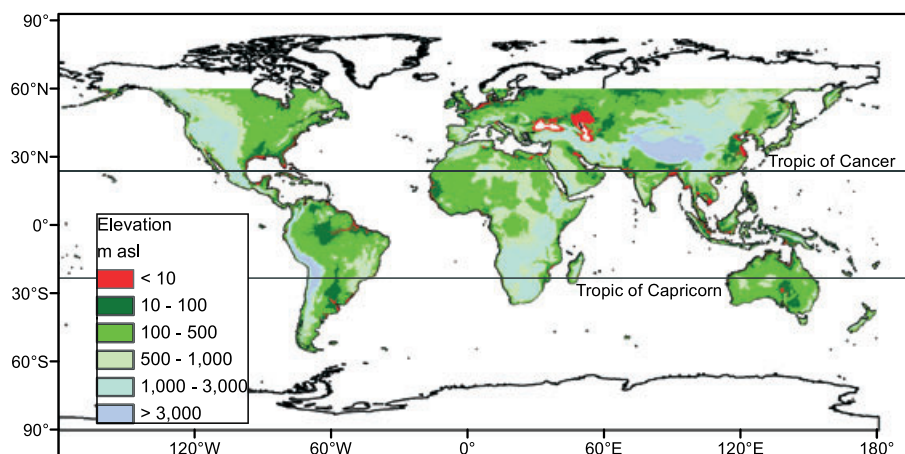 90°
60°N
30°N
Tropic of Cancer
0°
Elevation
m asl
< 10
10 - 100
100 - 500
500 - 1,000
1,000 - 3,000
> 3,000
Tropic of Capricorn
30°S
60°S
90°
120°W
60°W
0°
60°E
120°E
180°